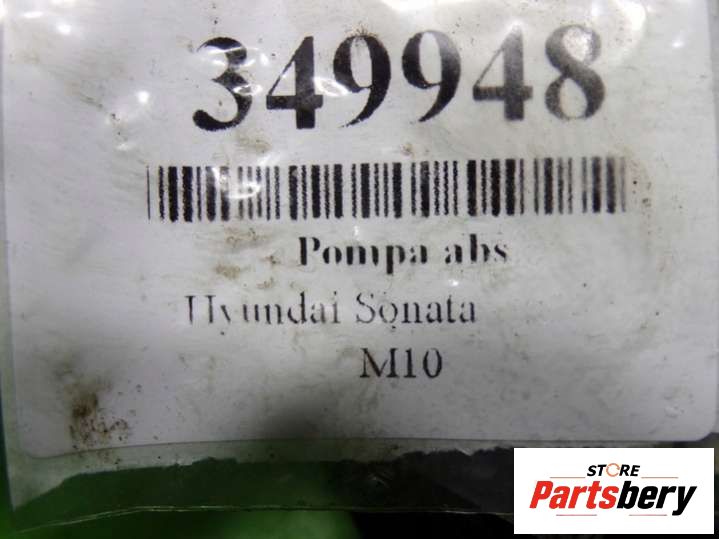 349948
Pompa abs
Hyundai Sonata
M10
STORE
Partsbery